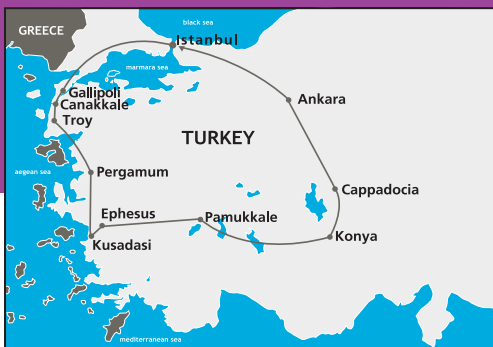 black sea
GREECE
Istanbul
marmara sea
Gallipoli
Canakkale
Troy
Ankara
TURKEY
aegean sea
Pergamum
Cappadocia
Ephesus
Pamukkale
Kusadasi
Konya
mediterranean sea